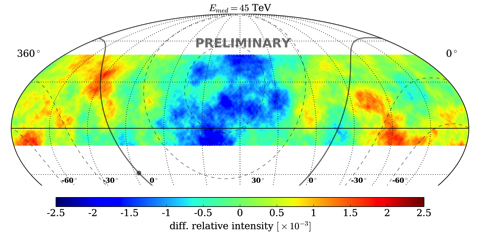 E_med = 45 TeV
PRELIMINARY
360° 0°
-60 -30 0 30 0 -30 -60
-2.5 -2 -1.5 -1 -0.5 0 0.5 1 1.5 2 2.5
diff. relative intensity [×10⁻³]